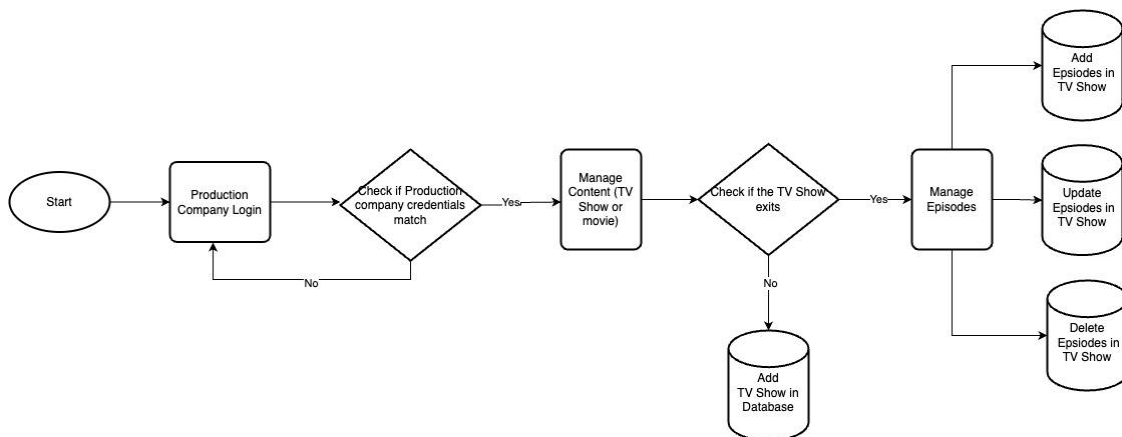 Start
Production
Company Login
Check if Production
company credentials
match
No
Yes
Manage
Content (TV
Show or
movie)
Check if the TV Show
exits
No
Add
TV Show in
Database
Yes
Manage
Episodes
Add
Epsiodes in
TV Show
Update
Epsiodes in
TV Show
Delete
Epsiodes in
TV Show